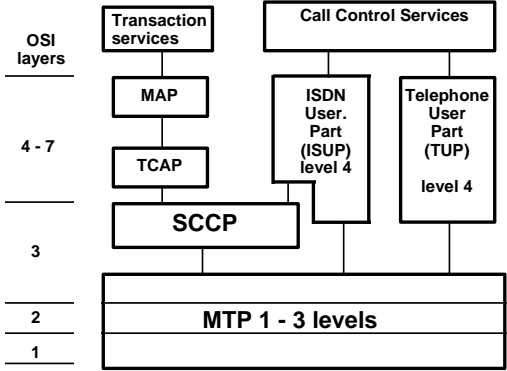 Transaction
services
Call Control Services
OSI
layers
MAP
ISDN
User.
Part
(ISUP)
level 4
Telephone
User
Part
(TUP)
level 4
4 - 7
TCAP
SCCP
3
2
MTP 1 - 3 levels
1